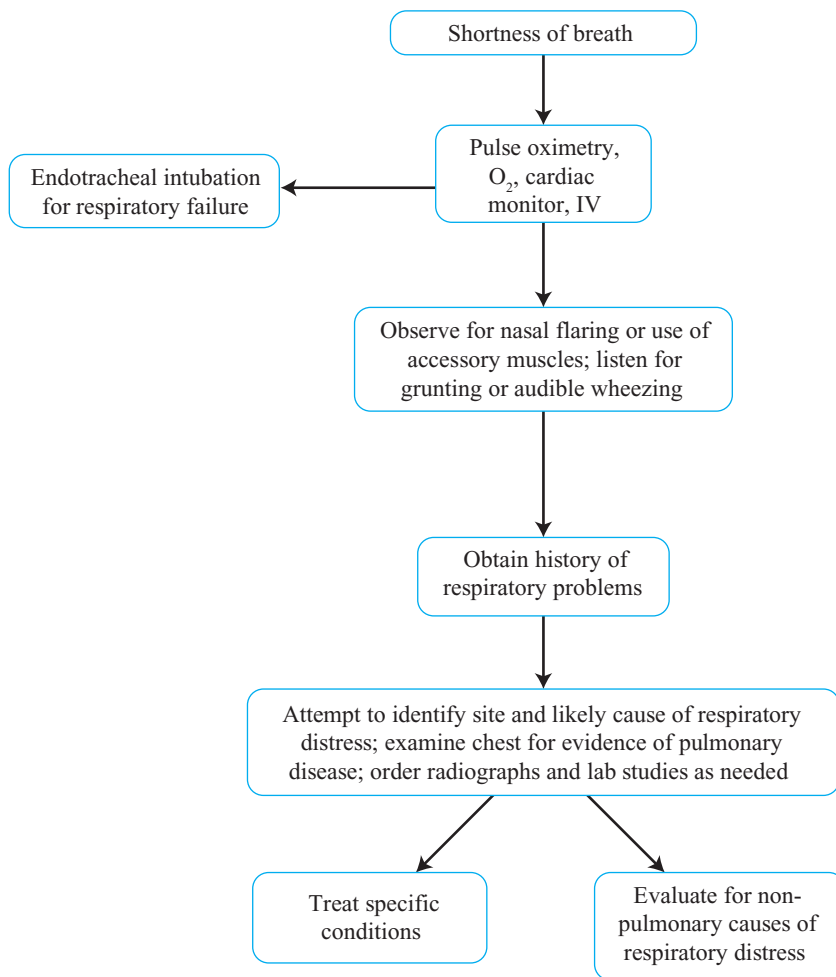 Shortness of breath
Pulse oximetry,
O₂, cardiac
monitor, IV
Endotracheal intubation
for respiratory failure
Observe for nasal flaring or use of
accessory muscles; listen for
grunting or audible wheezing
Obtain history of
respiratory problems
Attempt to identify site and likely cause of respiratory
distress; examine chest for evidence of pulmonary
disease; order radiographs and lab studies as needed
Treat specific
conditions
Evaluate for non-
pulmonary causes of
respiratory distress